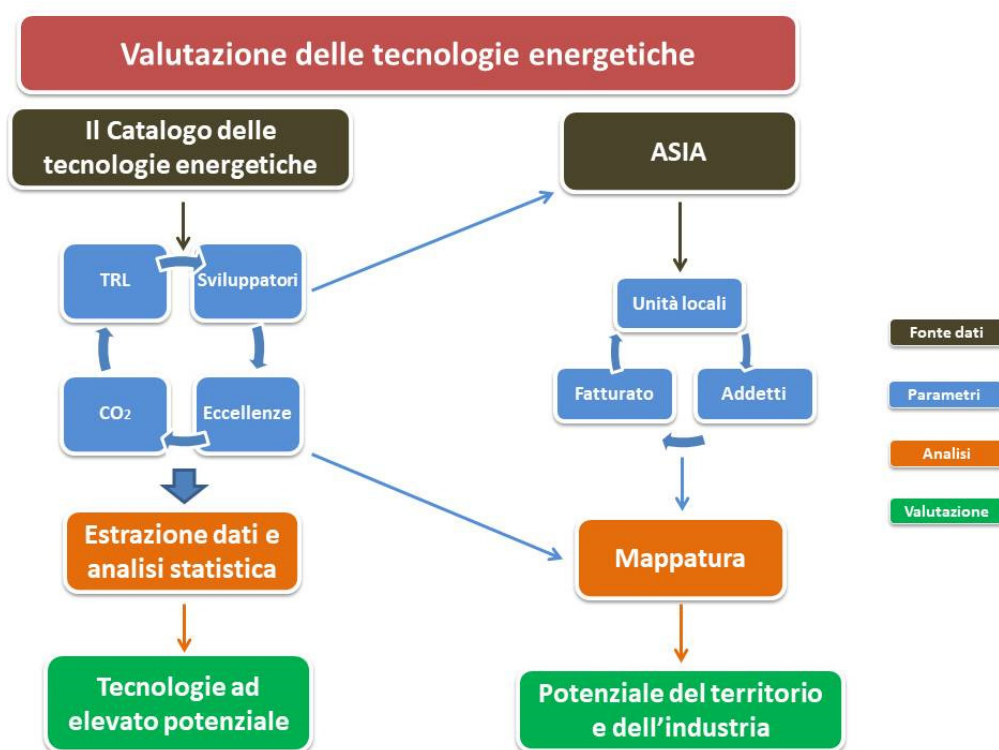 Valutazione delle tecnologie energetiche
Il Catalogo delle
tecnologie energetiche
ASIA
TRL
Sviluppatori
CO2
Eccellenze
Unità locali
Fatturato
Addetti
Estrazione dati e
analisi statistica
Mappatura
Tecnologie ad
elevato potenziale
Potenziale del territorio
e dell'industria
Fonte dati
Parametri
Analisi
Valutazione